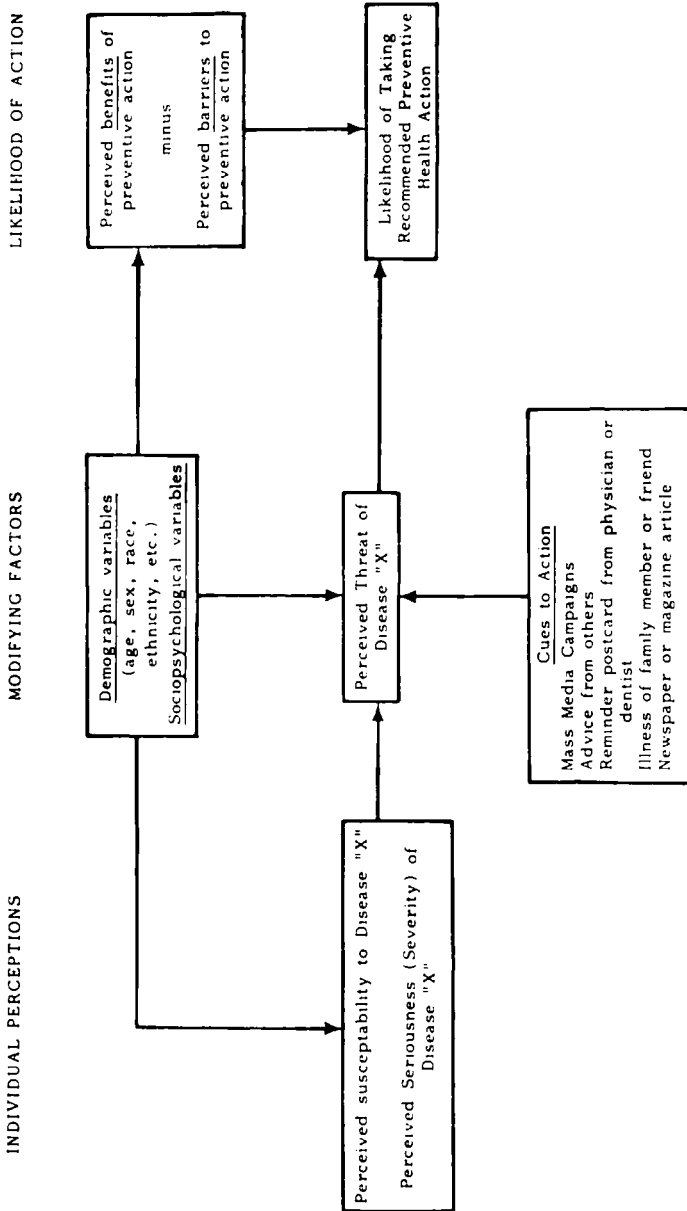 INDIVIDUAL PERCEPTIONS
MODIFYING FACTORS
LIKELIHOOD OF ACTION
Demographic variables
(age, sex, race,
ethnicity, etc.)
Sociopsychological variables
Perceived benefits of
preventive action
minus
Perceived barriers to
preventive action
Perceived susceptability to Disease "X"
Perceived Seriousness (Severity) of
Disease "X"
Perceived Threat of
Disease "X"
Likelihood of Taking
Recommended Preventive
Health Action
Cues to Action
Mass Media Campaigns
Advice from others
Reminder postcard from physician or
dentist
Illness of family member or friend
Newspaper or magazine article